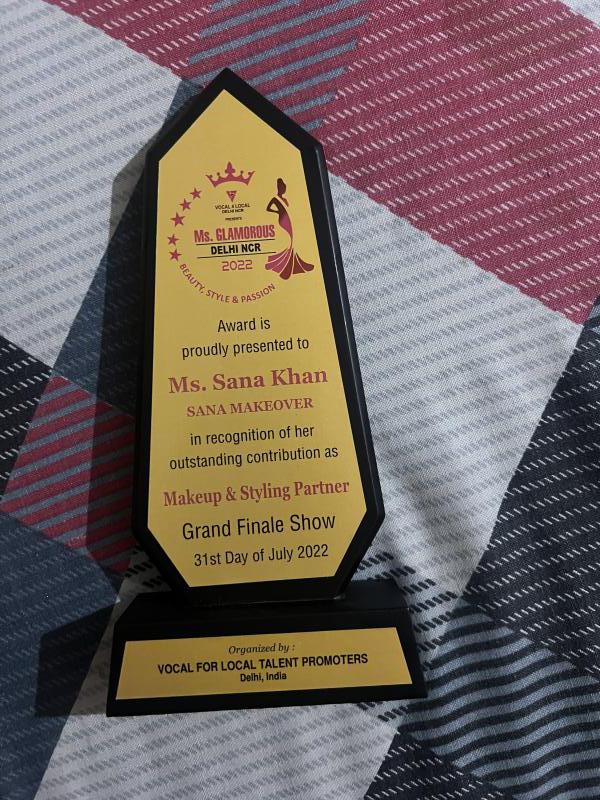 VOCAL 4 LOCAL
DELHI NCR
PRESENTS
Ms. GLAMOROUS
DELHI NCR
2022
BEAUTY, STYLE & PASSION
Award is
proudly presented to
Ms. Sana Khan
SANA MAKEOVER
in recognition of her
outstanding contribution as
Makeup & Styling Partner
Grand Finale Show
31st Day of July 2022
Organized by :
VOCAL FOR LOCAL TALENT PROMOTERS
Delhi, India